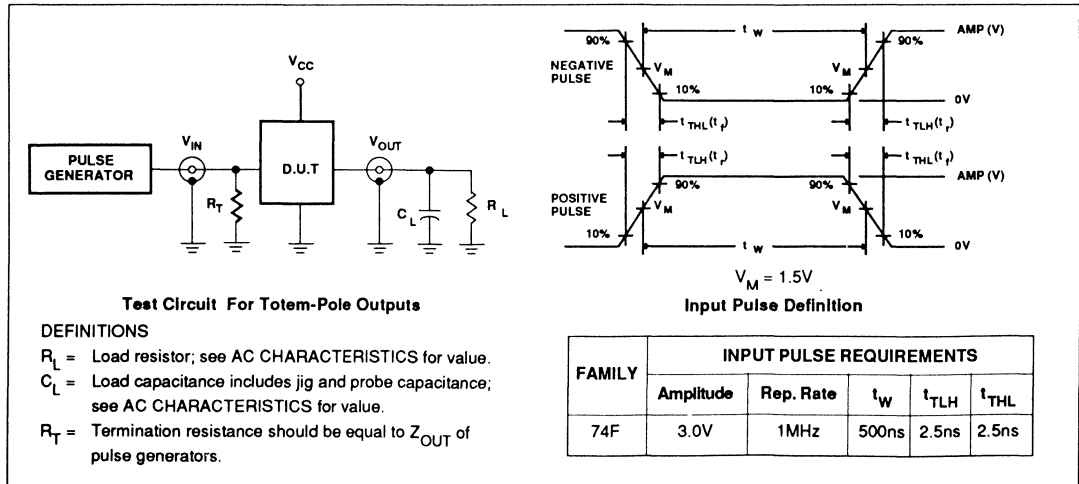 V_CC
V_IN
V_OUT
PULSE GENERATOR
D.U.T
R_T
C_L
R_L
Test Circuit For Totem-Pole Outputs
DEFINITIONS
R_L = Load resistor; see AC CHARACTERISTICS for value.
C_L = Load capacitance includes jig and probe capacitance;
see AC CHARACTERISTICS for value.
R_T = Termination resistance should be equal to Z_OUT of
pulse generators.
t_W
AMP (V)
90%
90%
NEGATIVE
PULSE
V_M
V_M
10%
10%
0V
t_THL(t_f)
t_TLH(t_r)
t_TLH(t_r)
t_THL(t_f)
AMP (V)
90%
90%
POSITIVE
PULSE
V_M
V_M
10%
10%
t_W
0V
V_M = 1.5V
Input Pulse Definition
FAMILY
INPUT PULSE REQUIREMENTS
Amplitude Rep. Rate t_W t_TLH t_THL
74F 3.0V 1MHz 500ns 2.5ns 2.5ns